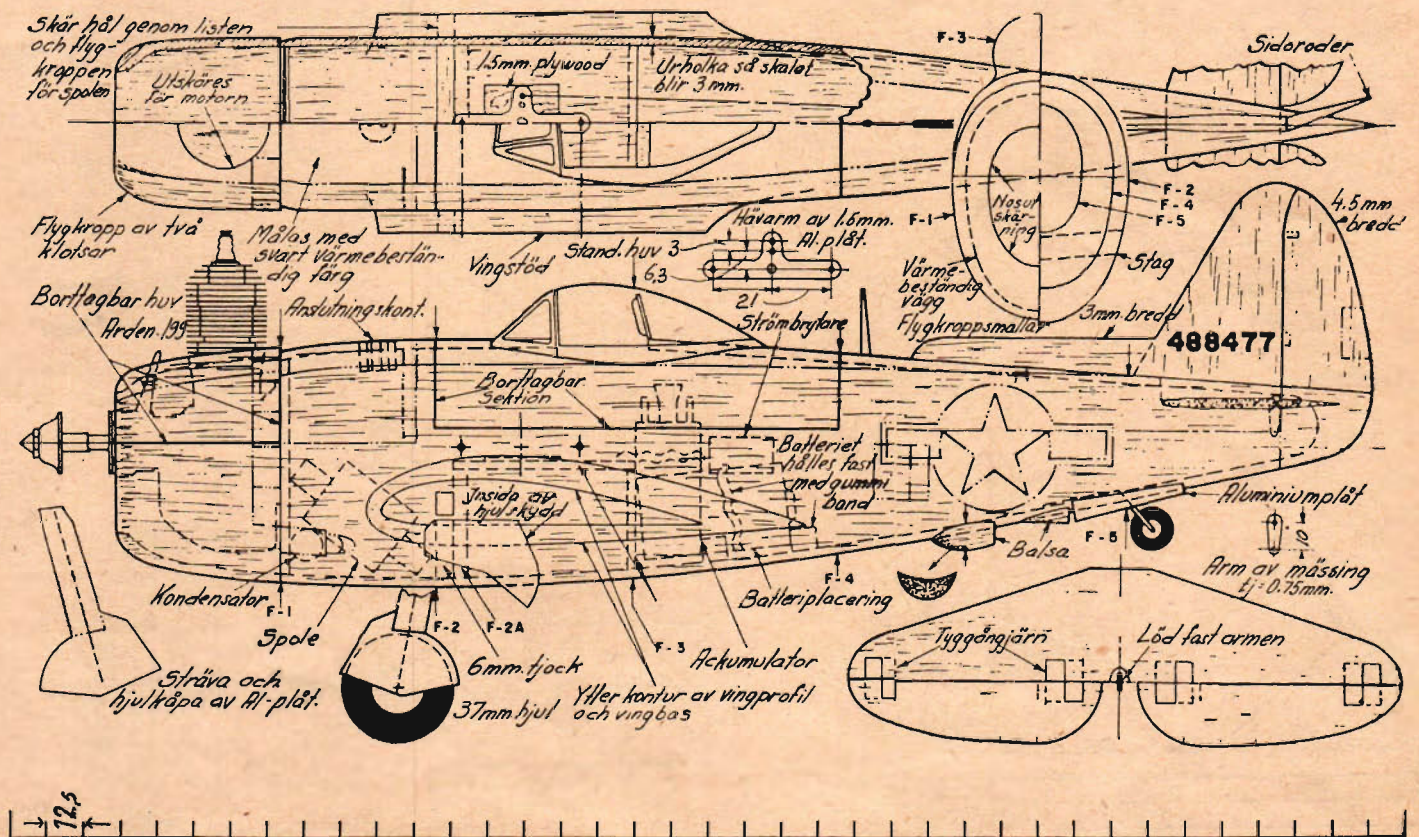 Skär hål genom listen
och flyg-
kroppen
för spolen
Utskäres
för motorn
1.5mm. plywood
Urholka så skalet
blir 3 mm.
F-3
Sidoroder
Flygkropp av två
klotsar
Målas med
svart värmebestän-
dig färg
Vingstöd
Stand. huv
Hävarm av 1.6mm.
Al. plåt.
3
6,3
21
F-1
Nosut
skär-
ning
F-2
F-4
F-5
Stag
4.5 mm
bredd
Värme-
beständig
vägg
Flygkroppsmallar
3mm. bredd
Borttagbar huv
Arden .199
Anslutningskont.
Strömbrytare
488477
Borttagbar
Sektion
Batteriet
hålles fast
med gummi
band
Insida av
hjulskydd
Aluminiumplåt
F-5
Balsa
10
Arm av mässing
tj = 0.75mm.
Kondensator
F-1
Spole
F-2
F-2A
F-3
F-4
Batteriplacering
6mm. tjock
Ackumulator
Tyggångjärn
Löd fast armen
Sträva och
hjulkåpa av Al-plåt.
37mm. hjul
Ytter kontur av vingprofil
och vingbas
12,5